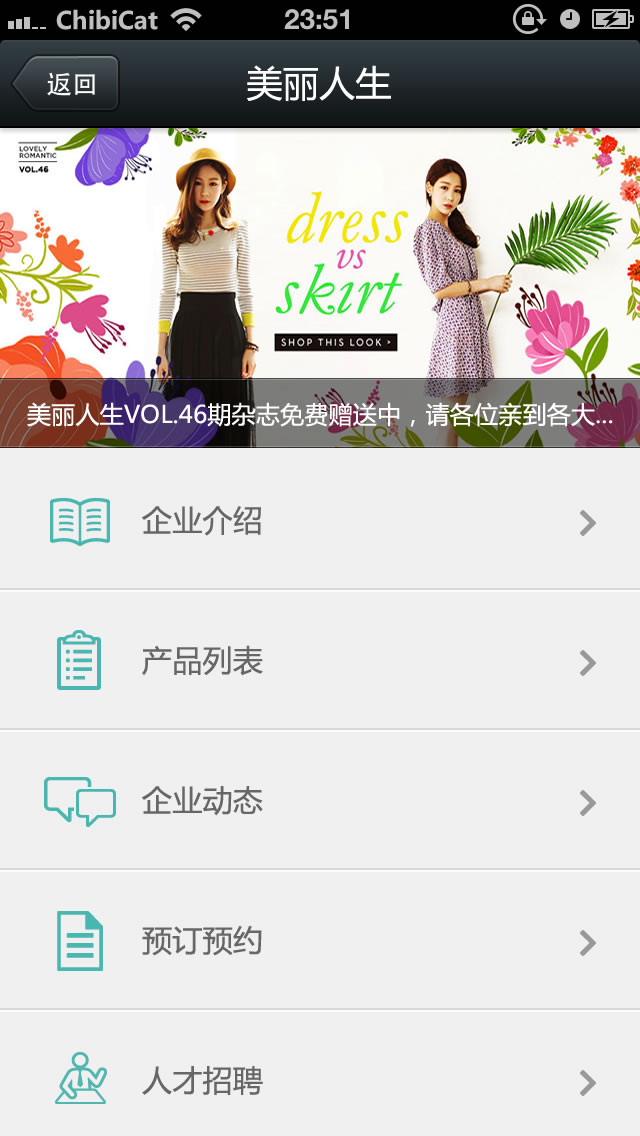 ChibiCat 23:51
返回 美丽人生
LOVELY
ROMANTIC
VOL.46
dress
vs
skirt
SHOP THIS LOOK >
美丽人生VOL.46期杂志免费赠送中，请各位亲到各大...
企业介绍
产品列表
企业动态
预订预约
人才招聘